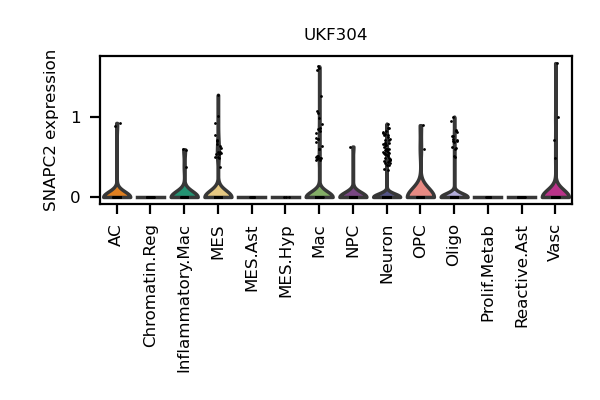 UKF304
SNAPC2 expression
1
0
AC
Chromatin.Reg
Inflammatory.Mac
MES
MES.Ast
MES.Hyp
Mac
NPC
Neuron
OPC
Oligo
Prolif.Metab
Reactive.Ast
Vasc